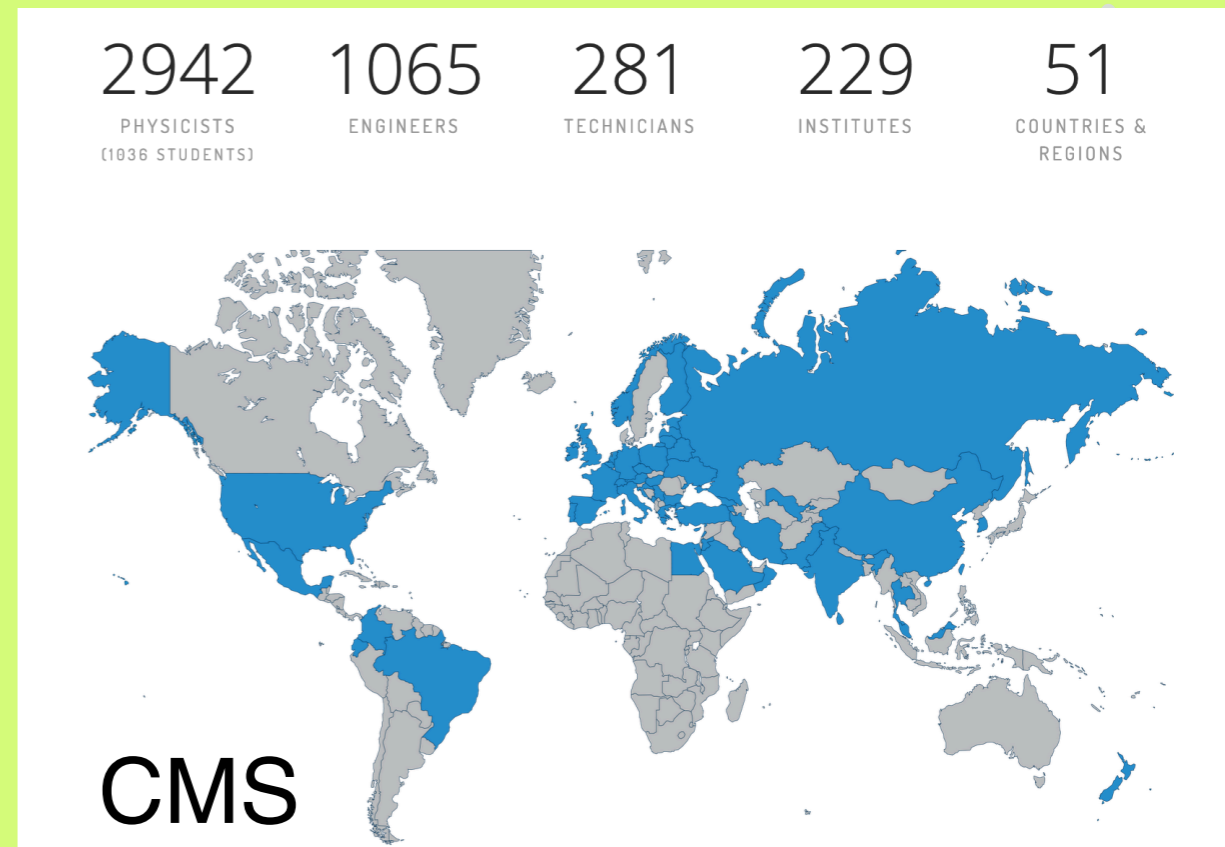 2942 1065 281 229 51
PHYSICISTS ENGINEERS TECHNICIANS INSTITUTES COUNTRIES &
(1036 STUDENTS) REGIONS
CMS